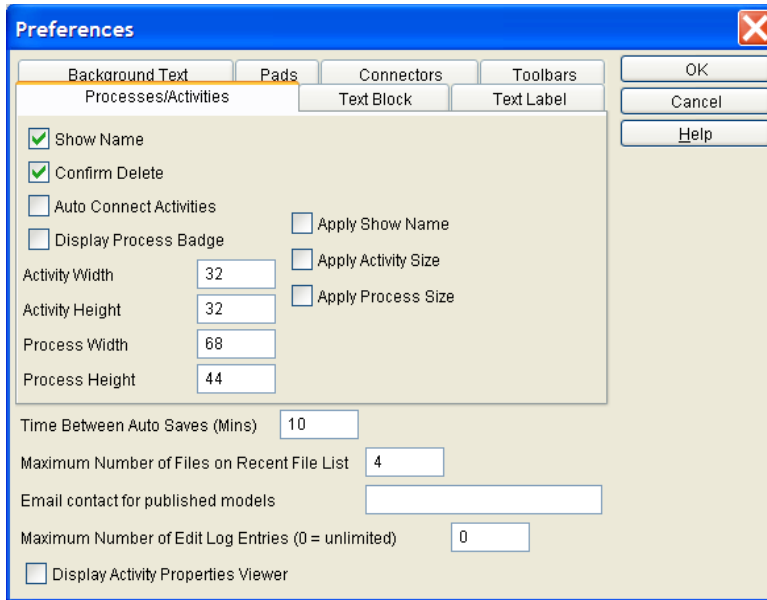 Preferences
Background Text Pads Connectors Toolbars
Processes/Activities Text Block Text Label
OK
Cancel
Help
Show Name
Confirm Delete
Auto Connect Activities
Display Process Badge
Apply Show Name
Apply Activity Size
Apply Process Size
Activity Width 32
Activity Height 32
Process Width 68
Process Height 44
Time Between Auto Saves (Mins) 10
Maximum Number of Files on Recent File List 4
Email contact for published models
Maximum Number of Edit Log Entries (0 = unlimited) 0
Display Activity Properties Viewer